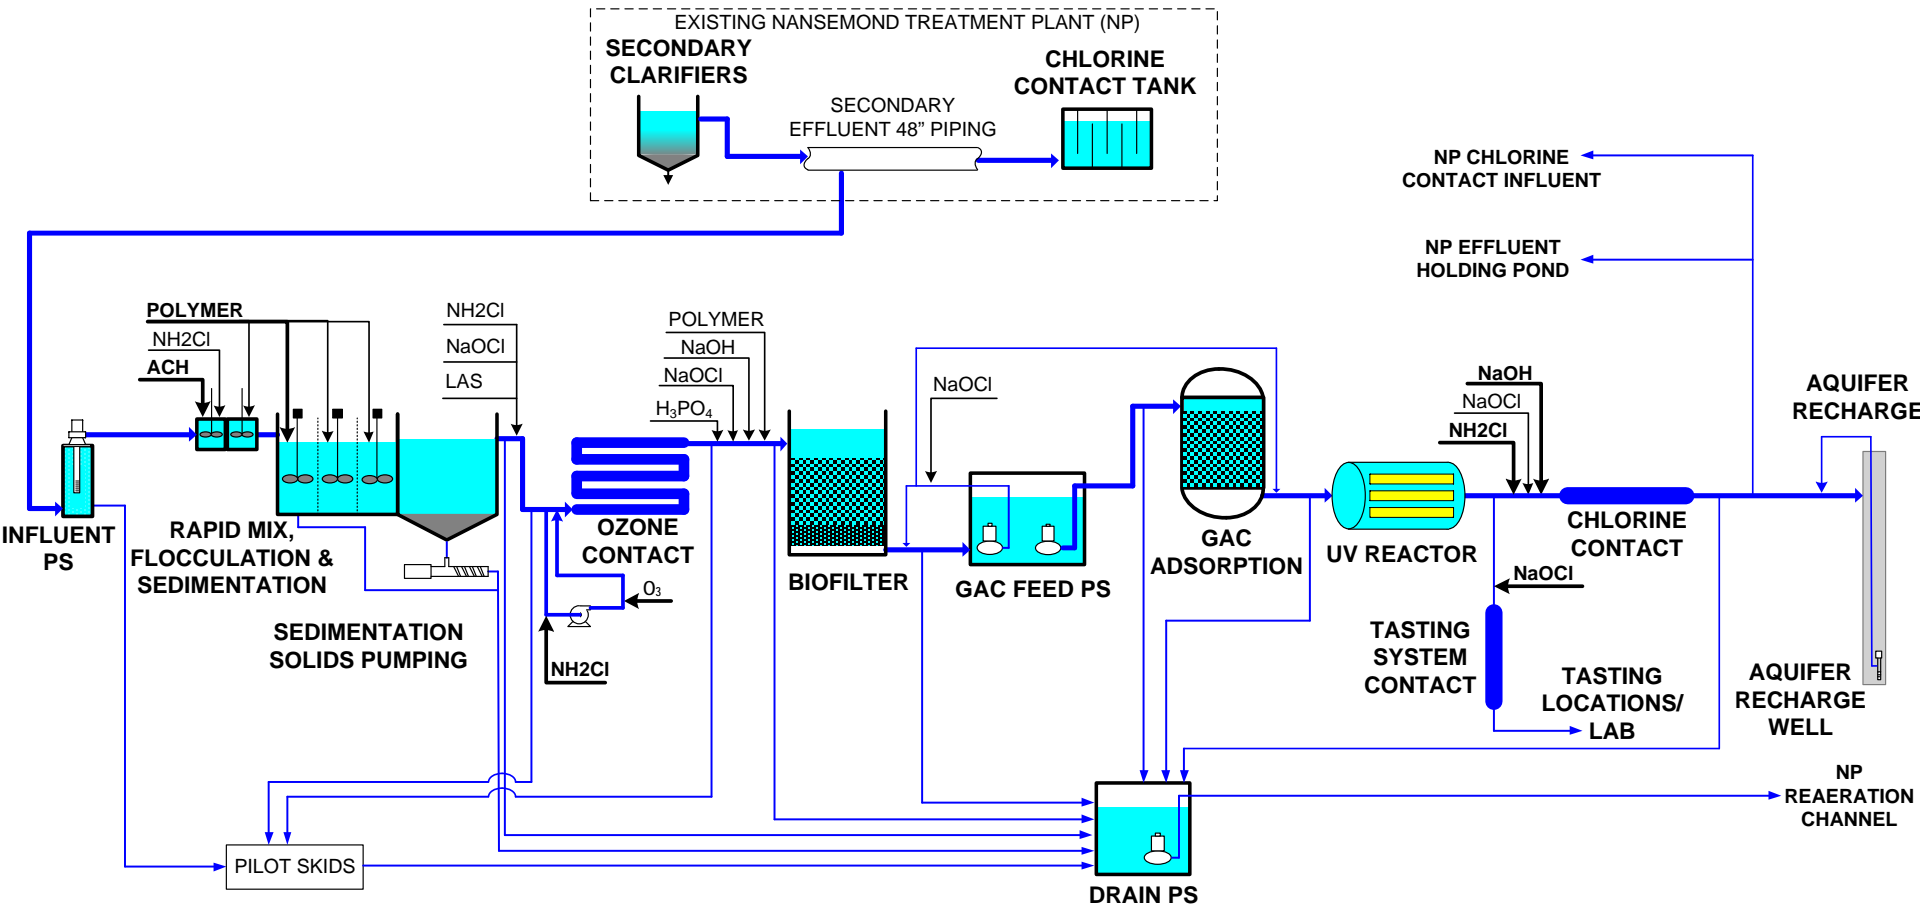 EXISTING NANSEMOND TREATMENT PLANT (NP)
SECONDARY
CLARIFIERS
CHLORINE
CONTACT TANK
SECONDARY
EFFLUENT 48” PIPING
NP CHLORINE
CONTACT INFLUENT
NP EFFLUENT
HOLDING POND
POLYMER
NH2Cl
ACH
NH2Cl
NaOCl
LAS
POLYMER
NaOH
NaOCl
H₃PO₄
NaOCl
NaOH
NaOCl
NH2Cl
AQUIFER
RECHARGE
INFLUENT
PS
RAPID MIX,
FLOCCULATION &
SEDIMENTATION
OZONE
CONTACT
BIOFILTER
GAC FEED PS
GAC
ADSORPTION
UV REACTOR
CHLORINE
CONTACT
NaOCl
O₃
SEDIMENTATION
SOLIDS PUMPING
NH2Cl
TASTING
SYSTEM
CONTACT
TASTING
LOCATIONS/
LAB
AQUIFER
RECHARGE
WELL
NP
REAERATION
CHANNEL
PILOT SKIDS
DRAIN PS